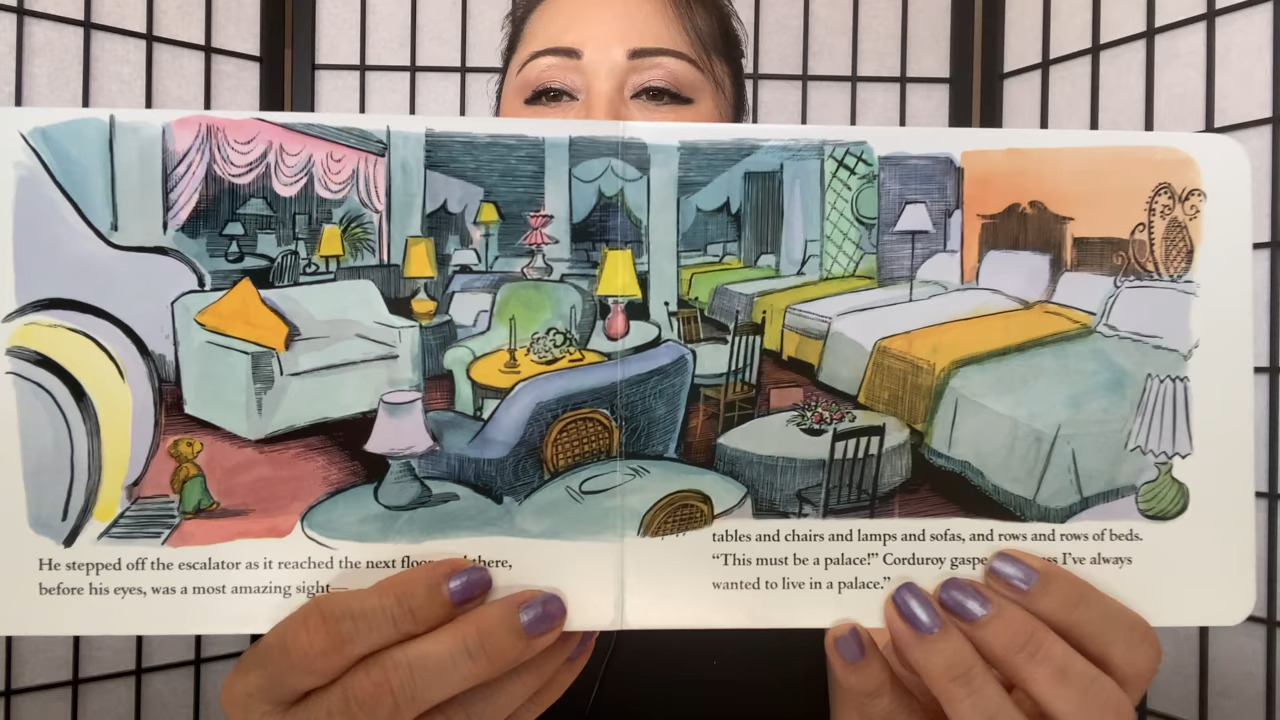 He stepped off the escalator as it reached the next floor there,
before his eyes, was a most amazing sight—
tables and chairs and lamps and sofas, and rows and rows of beds.
“This must be a palace!” Corduroy gaspe I’ve always
wanted to live in a palace.”